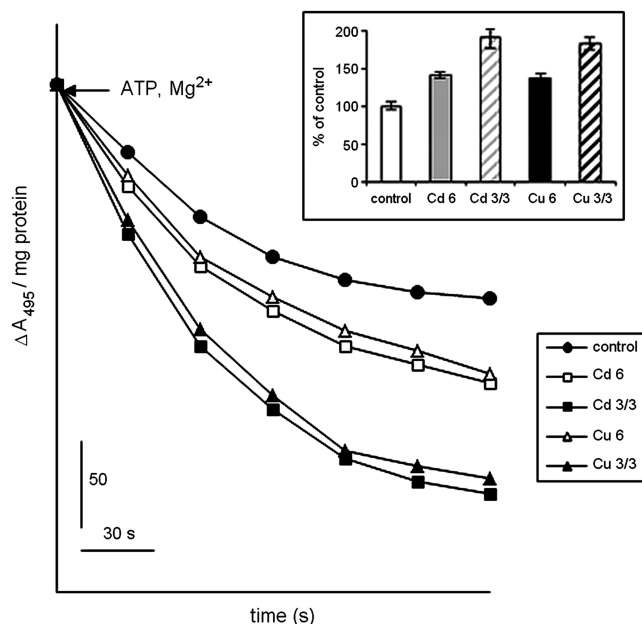 200
150
100
50
0
% of control
control Cd 6 Cd 3/3 Cu 6 Cu 3/3
ATP, Mg²⁺
Δ A₄₉₅ / mg protein
control
Cd 6
Cd 3/3
Cu 6
Cu 3/3
50
30 s
time (s)